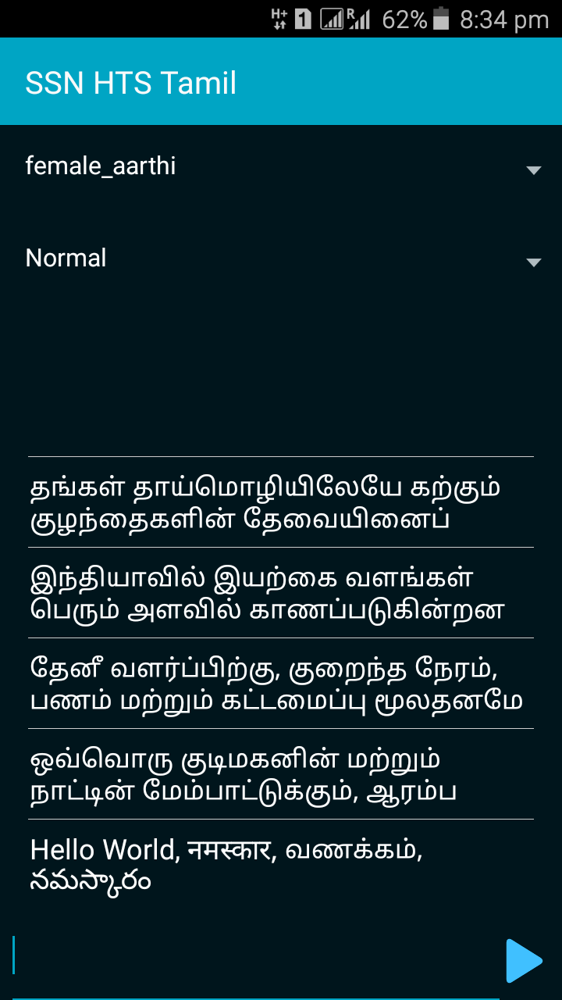 H+ 1 R 62% 8:34 pm
SSN HTS Tamil
female_aarthi
Normal
தங்கள் தாய்மொழியிலேயே கற்கும்
குழந்தைகளின் தேவையினைப்
இந்தியாவில் இயற்கை வளங்கள்
பெரும் அளவில் காணப்படுகின்றன
தேனீ வளர்ப்பிற்கு, குறைந்த நேரம்,
பணம் மற்றும் கட்டமைப்பு மூலதனமே
ஒவ்வொரு குடிமகனின் மற்றும்
நாட்டின் மேம்பாட்டுக்கும், ஆரம்ப
Hello World, नमस्कार, வணக்கம்,
నమస్కారం